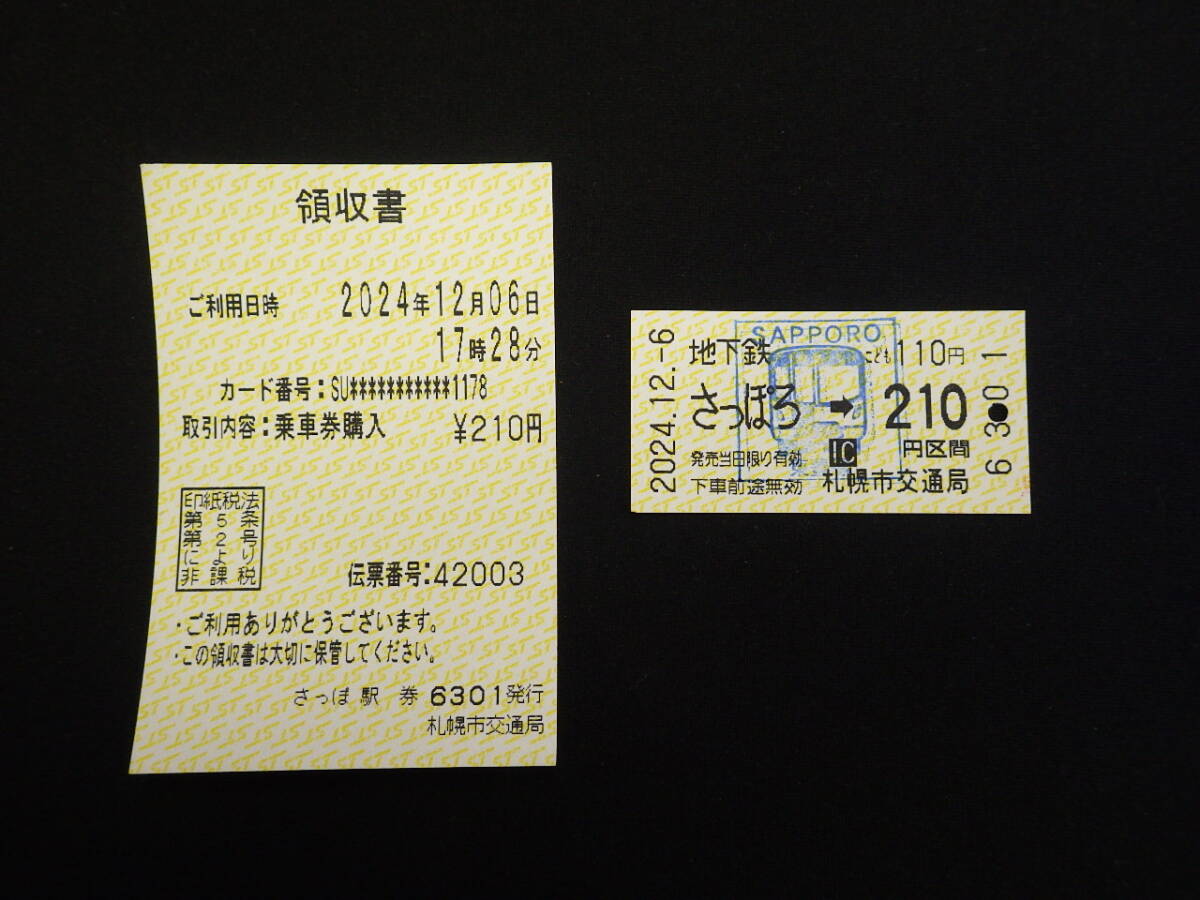 領収書
ご利用日時 2024年12月06日
17時28分
カード番号:SU***********1178
取引内容:乗車券購入 ¥210円
印紙税法
第5条
第2号
により
非課税
伝票番号:42003
・ご利用ありがとうございます。
・この領収書は大切に保管してください。
さっぽ駅 券 6301発行
札幌市交通局
2024.12.-6
SAPPORO
地下鉄 こども110円
さっぽろ➡210
円区間
発売当日限り有効 IC
下車前途無効 札幌市交通局
6 3●0 1